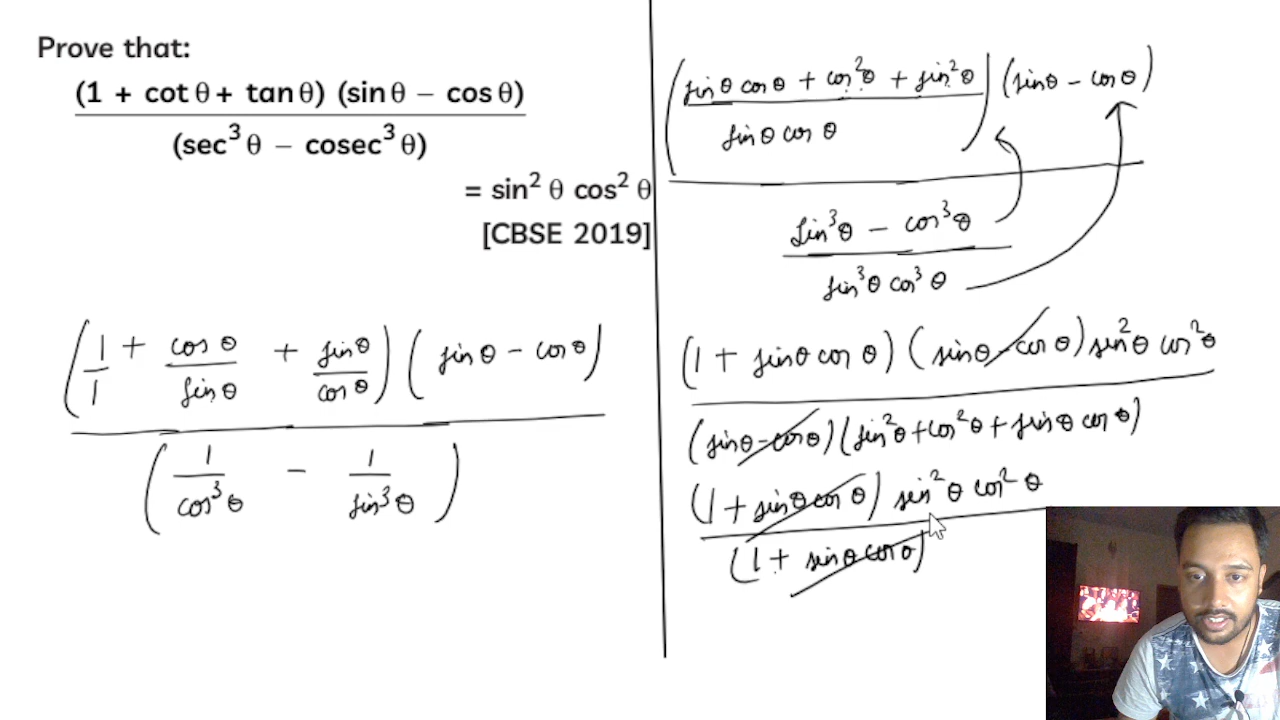 Prove that:
(1 + cot θ + tan θ) (sin θ − cos θ)
(sec³ θ − cosec³ θ)
= sin² θ cos² θ
[CBSE 2019]
(1/1 + cos θ/sin θ + sin θ/cos θ) (sin θ − cos θ)
(1/cos³ θ − 1/sin³ θ)
(sin θ cos θ + cos² θ + sin² θ) (sin θ − cos θ)
sin θ cos θ
sin³ θ − cos³ θ
sin³ θ cos³ θ
(1 + sin θ cos θ) (sin θ − cos θ) sin² θ cos² θ
(sin θ − cos θ) (sin² θ + cos² θ + sin θ cos θ)
(1 + sin θ cos θ) sin² θ cos² θ
(1 + sin θ cos θ)